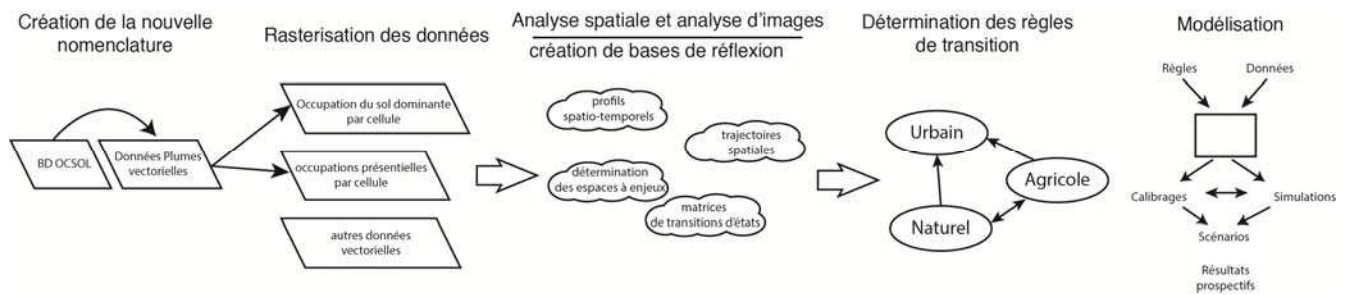 Création de la nouvelle
nomenclature
BD OCSOL
Données Plumes
vectorielles
Rasterisation des données
Occupation du sol dominante
par cellule
occupations présentielles
par cellule
autres données
vectorielles
Analyse spatiale et analyse d'images
création de bases de réflexion
profils
spatio-temporels
trajectoires
spatiales
détermination
des espaces à enjeux
matrices
de transitions d'états
Détermination des règles
de transition
Urbain
Agricole
Naturel
Modélisation
Règles Données
Calibrages Simulations
Scénarios
Résultats
prospectifs